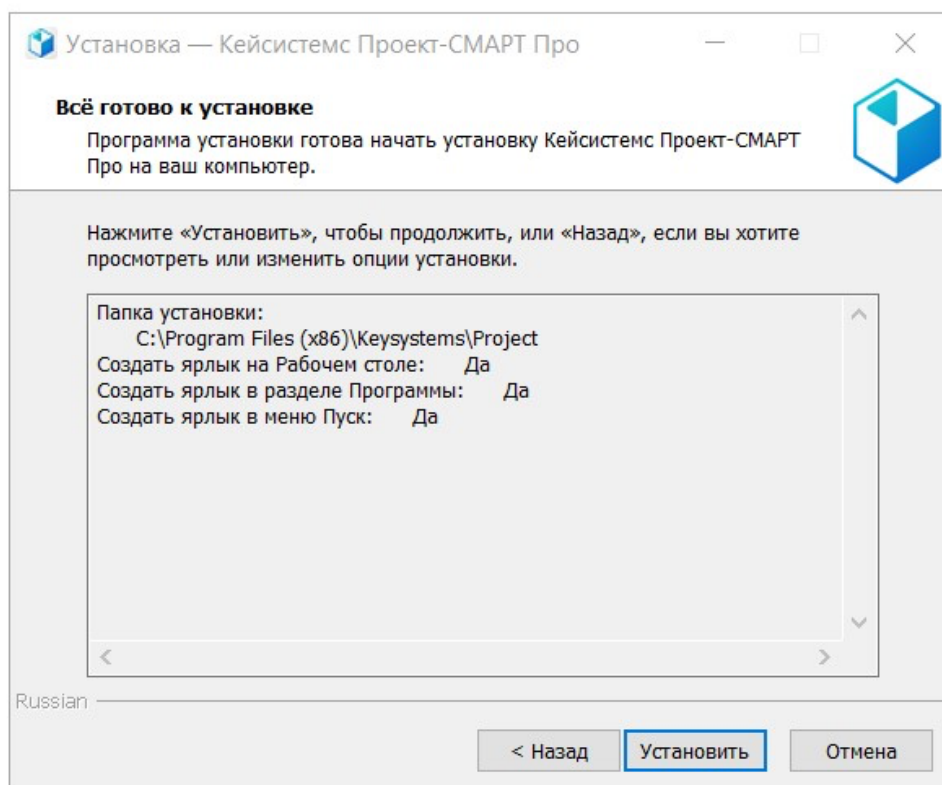 Установка — Кейсистемс Проект-СМАРТ Про
Всё готово к установке
Программа установки готова начать установку Кейсистемс Проект-СМАРТ
Про на ваш компьютер.
Нажмите «Установить», чтобы продолжить, или «Назад», если вы хотите
просмотреть или изменить опции установки.
Папка установки:
C:\Program Files (x86)\Keysystems\Project
Создать ярлык на Рабочем столе: Да
Создать ярлык в разделе Программы: Да
Создать ярлык в меню Пуск: Да
Russian
< Назад Установить Отмена